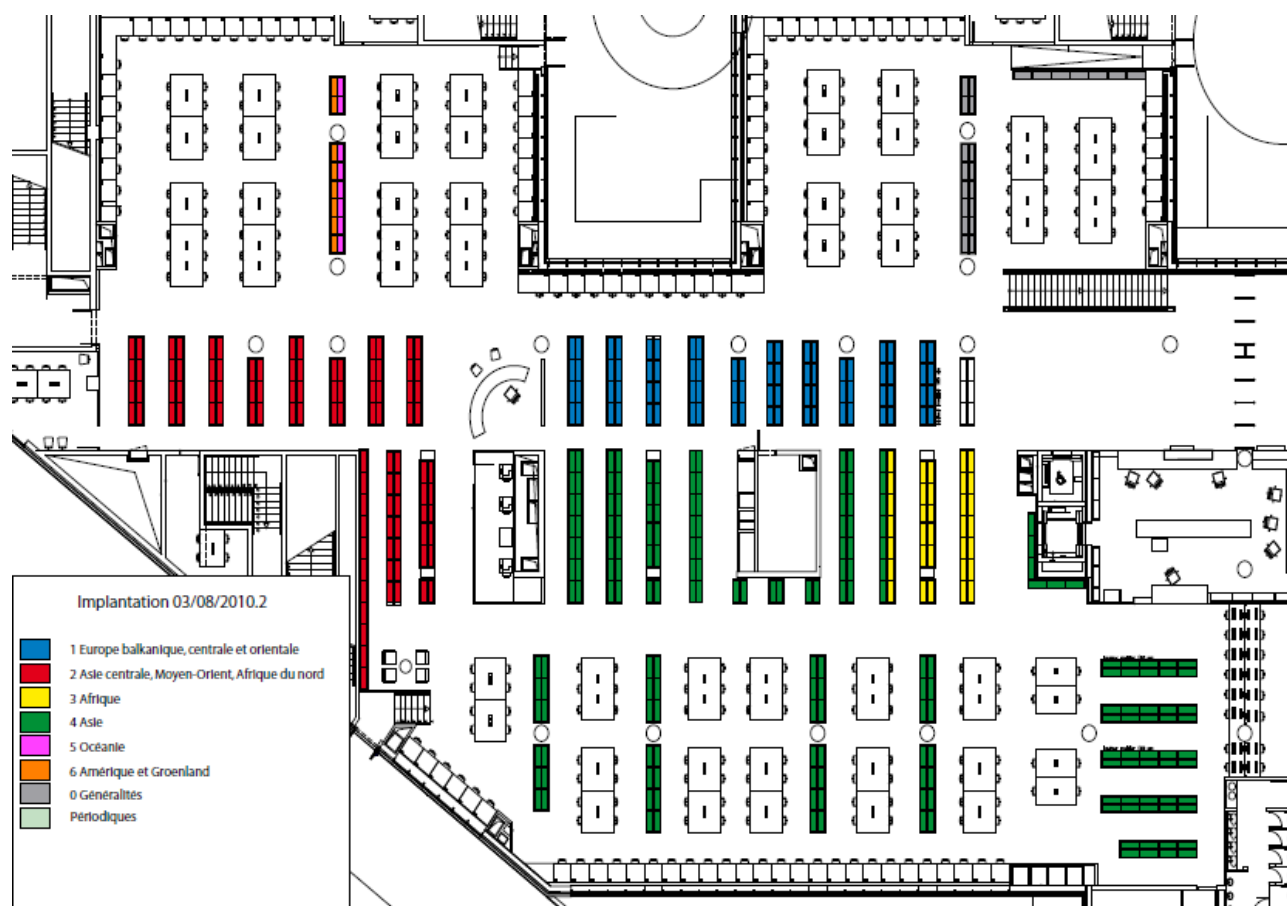 Implantation 03/08/2010.2
1 Europe balkanique, centrale et orientale
2 Asie centrale, Moyen-Orient, Afrique du nord
3 Afrique
4 Asie
5 Océanie
6 Amérique et Groenland
0 Généralités
Périodiques